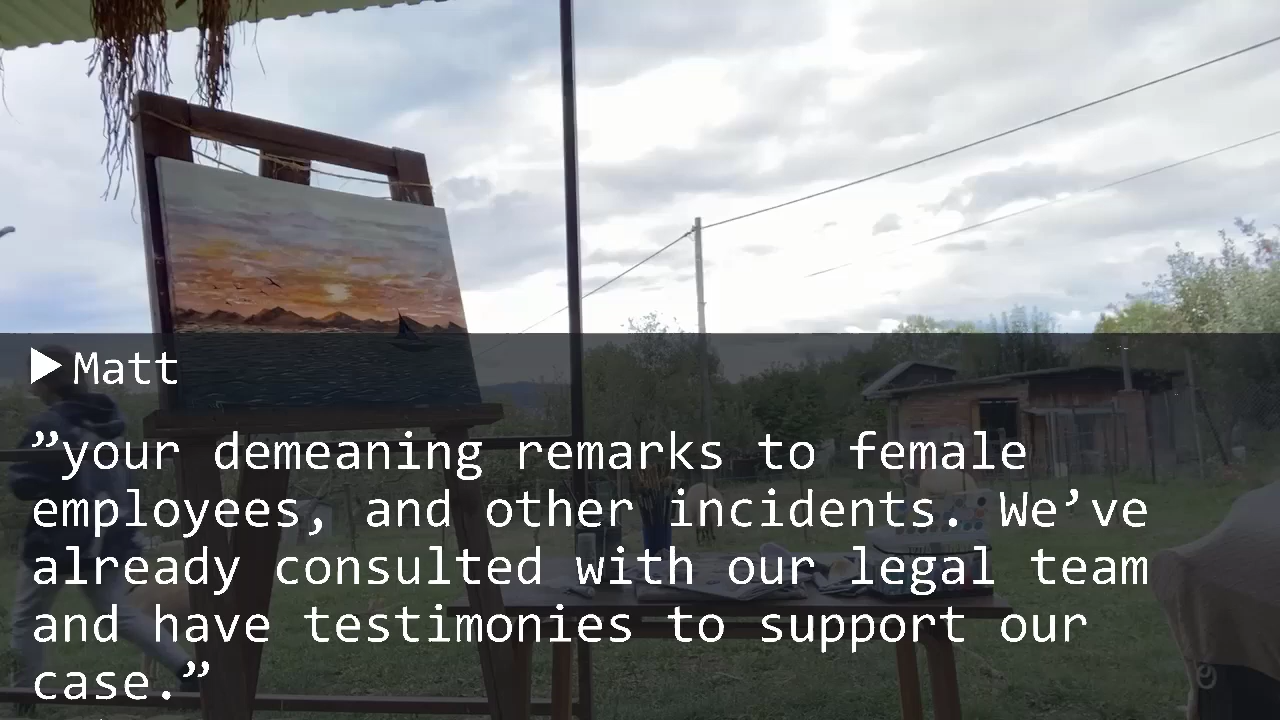 Matt
”your demeaning remarks to female
employees, and other incidents. We’ve
already consulted with our legal team
and have testimonies to support our
case.”